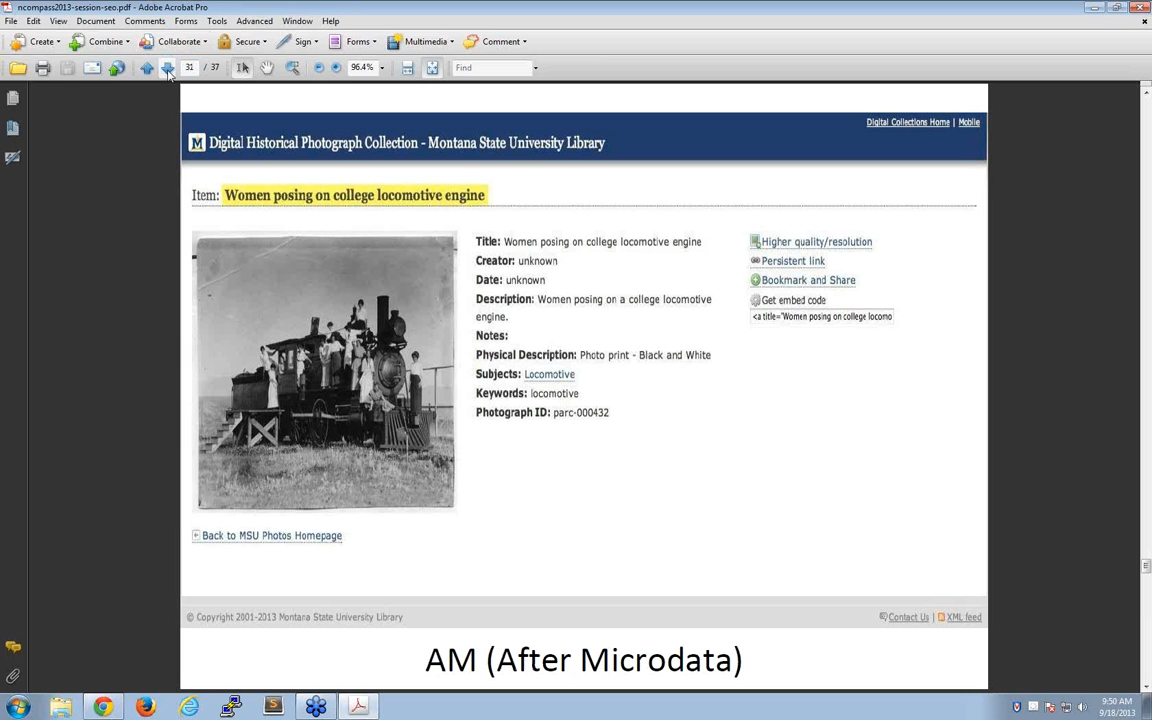 ncompass2013-session-seo.pdf - Adobe Acrobat Pro
File Edit View Document Comments Forms Tools Advanced Window Help
Create Combine Collaborate Secure Sign Forms Multimedia Comment
31 / 37 96.4% Find
Digital Collections Home | Mobile
M Digital Historical Photograph Collection - Montana State University Library
Item: Women posing on college locomotive engine
Title: Women posing on college locomotive engine
Creator: unknown
Date: unknown
Description: Women posing on a college locomotive
engine.
Notes:
Physical Description: Photo print - Black and White
Subjects: Locomotive
Keywords: locomotive
Photograph ID: parc-000432
Higher quality/resolution
Persistent link
Bookmark and Share
Get embed code
<a title="Women posing on college locomo
Back to MSU Photos Homepage
© Copyright 2001-2013 Montana State University Library
Contact Us | XML feed
AM (After Microdata)
9:50 AM
9/18/2013